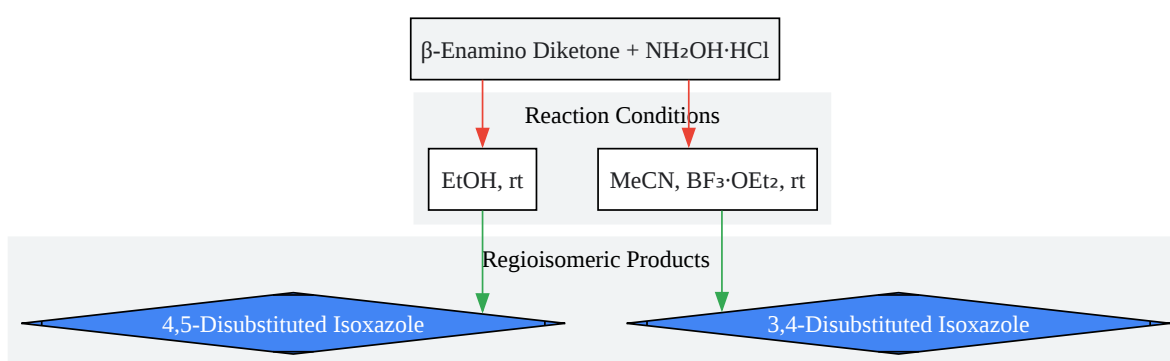 β-Enamino Diketone + NH₂OH·HCl
Reaction Conditions
EtOH, rt
MeCN, BF₃·OEt₂, rt
Regioisomeric Products
4,5-Disubstituted Isoxazole
3,4-Disubstituted Isoxazole